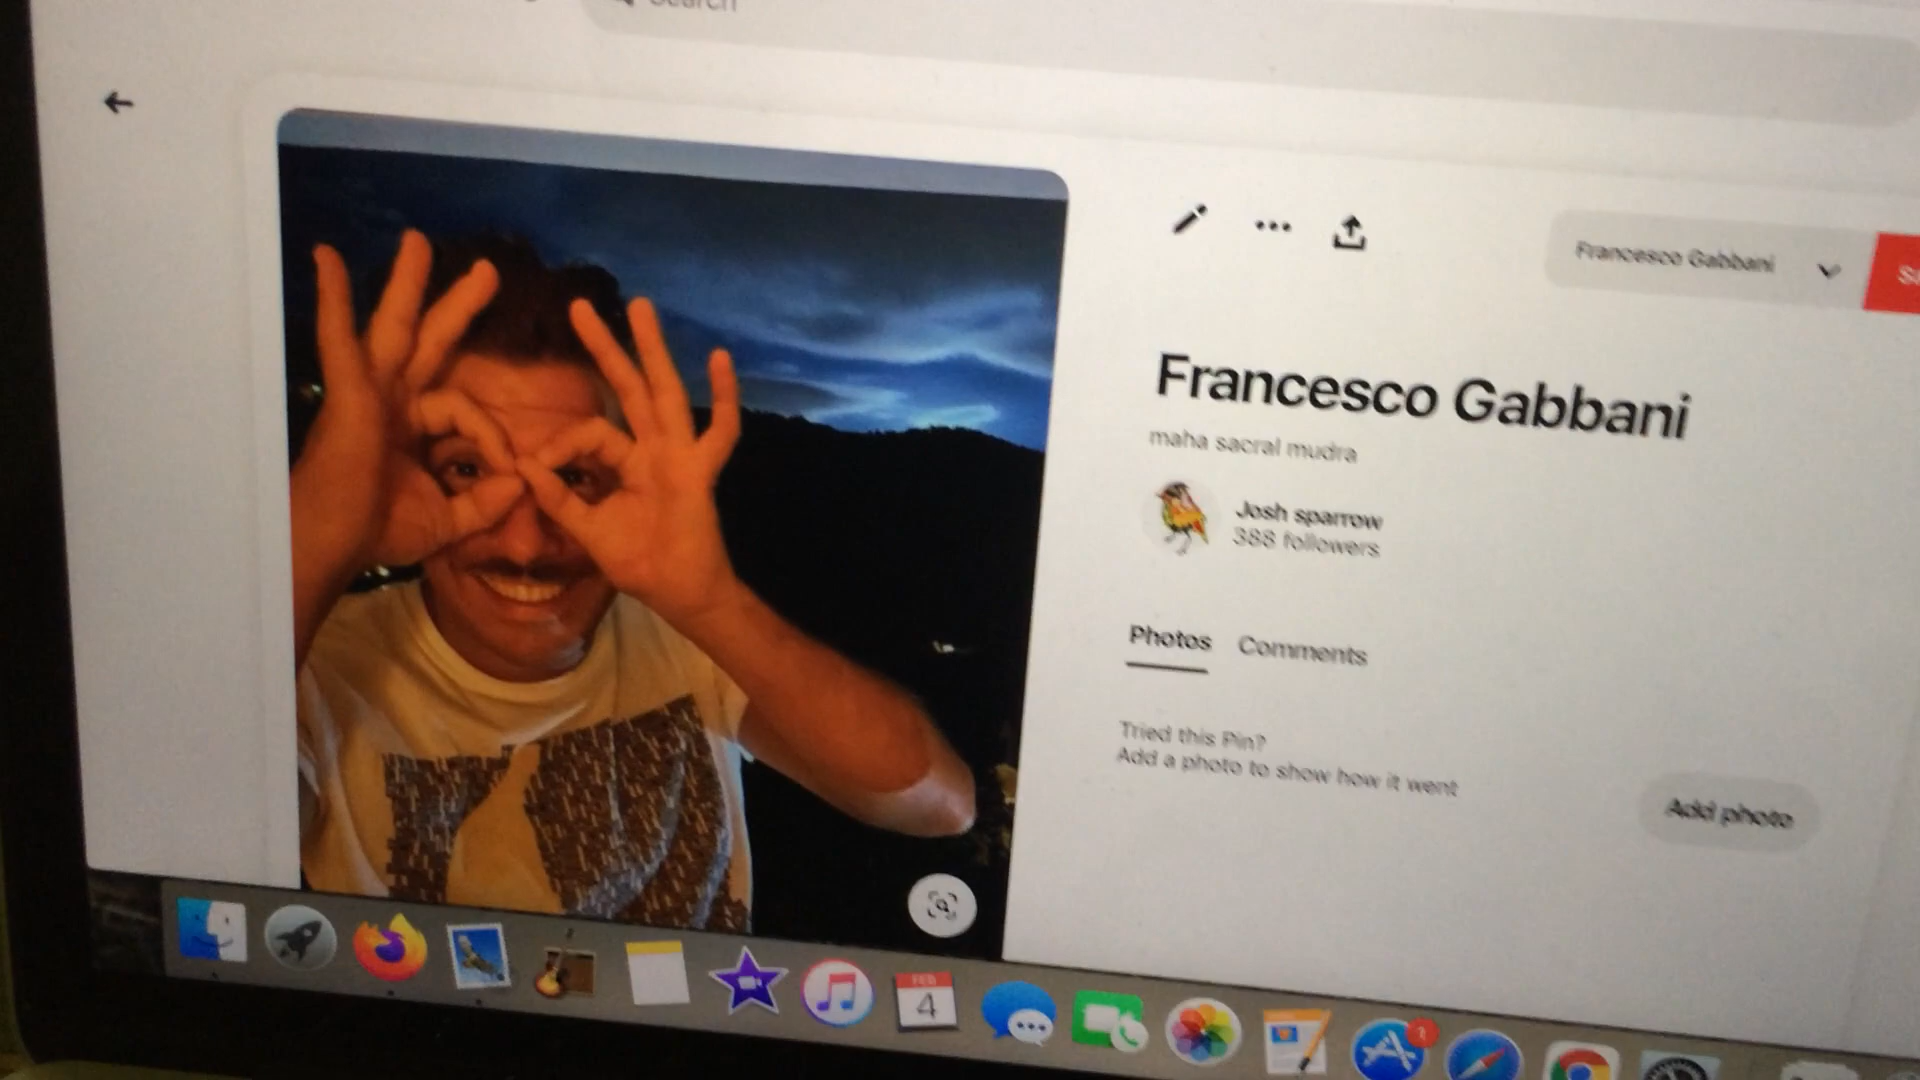 Search
Francesco Gabbani
Francesco Gabbani
maha sacral mudra
Josh sparrow
388 followers
Photos Comments
Tried this Pin?
Add a photo to show how it went
Add photo
FEB
4